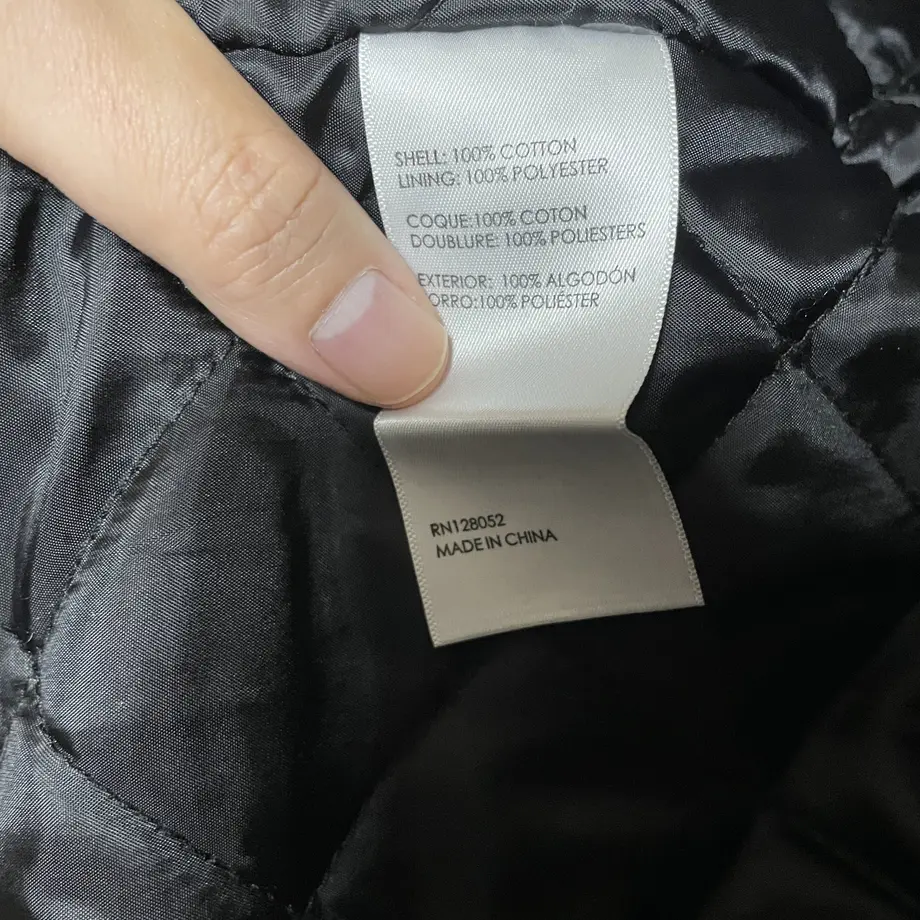 SHELL: 100% COTTON
LINING: 100% POLYESTER
COQUE:100% COTON
DOUBLURE: 100% POLIESTERS
EXTERIOR: 100% ALGODÓN
ORRO:100% POLIÉSTER
RN128052
MADE IN CHINA